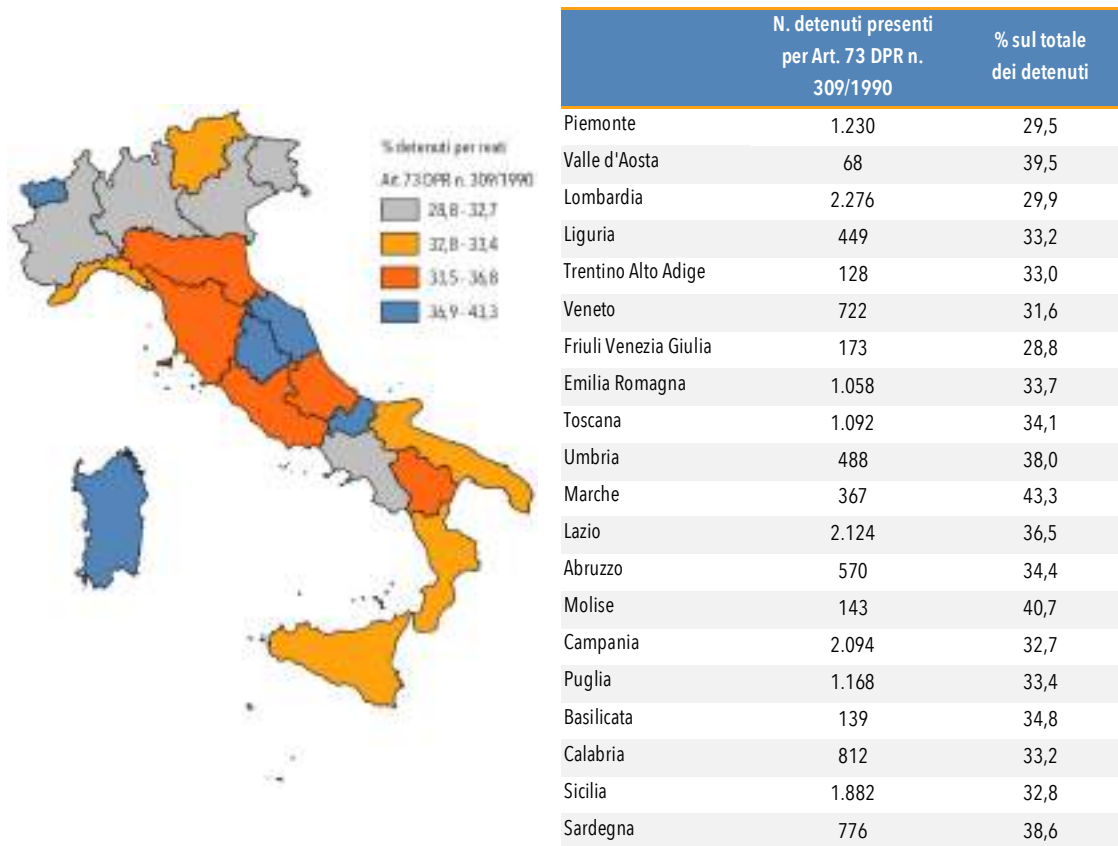 % detenuti per reati
Art. 73 DPR n. 309/1990
28,8 - 32,7
32,8 - 33,4
33,5 - 36,8
36,9 - 43,3
N. detenuti presenti
per Art. 73 DPR n.
309/1990
% sul totale
dei detenuti
Piemonte 1.230 29,5
Valle d'Aosta 68 39,5
Lombardia 2.276 29,9
Liguria 449 33,2
Trentino Alto Adige 128 33,0
Veneto 722 31,6
Friuli Venezia Giulia 173 28,8
Emilia Romagna 1.058 33,7
Toscana 1.092 34,1
Umbria 488 38,0
Marche 367 43,3
Lazio 2.124 36,5
Abruzzo 570 34,4
Molise 143 40,7
Campania 2.094 32,7
Puglia 1.168 33,4
Basilicata 139 34,8
Calabria 812 33,2
Sicilia 1.882 32,8
Sardegna 776 38,6